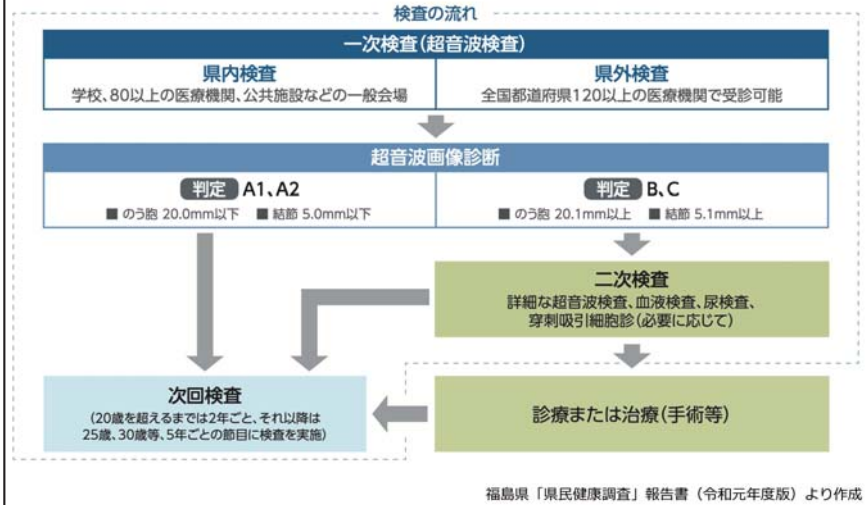 検査の流れ
一次検査(超音波検査)
県内検査
学校、80以上の医療機関、公共施設などの一般会場
県外検査
全国都道府県120以上の医療機関で受診可能
超音波画像診断
判定 A1、A2
■ のう胞 20.0mm以下 ■ 結節 5.0mm以下
判定 B、C
■ のう胞 20.1mm以上 ■ 結節 5.1mm以上
二次検査
詳細な超音波検査、血液検査、尿検査、
穿刺吸引細胞診(必要に応じて)
次回検査
(20歳を超えるまでは2年ごと、それ以降は
25歳、30歳等、5年ごとの節目に検査を実施)
診療または治療(手術等)
福島県「県民健康調査」報告書(令和元年度版)より作成